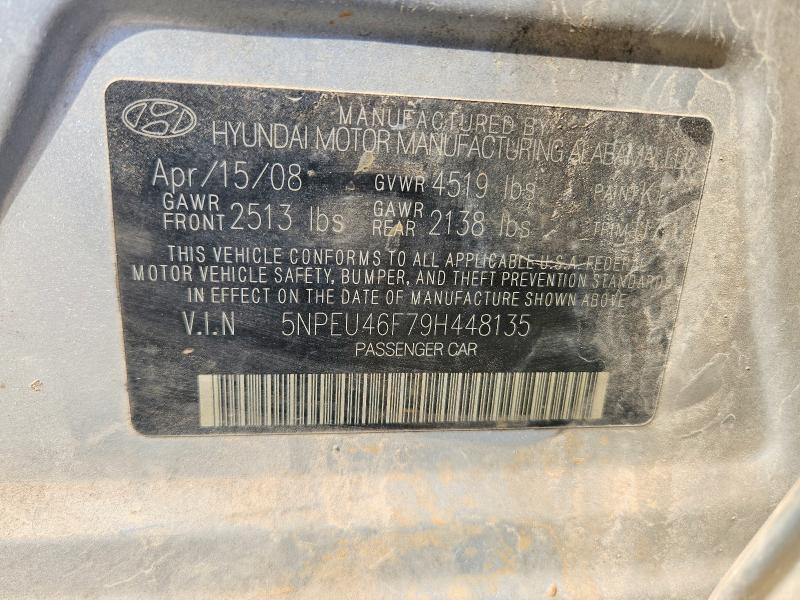 MANUFACTURED BY
HYUNDAI MOTOR MANUFACTURING ALABAMA, LLC
Apr/15/08 GVWR 4519 lbs PAINT
GAWR FRONT 2513 lbs GAWR REAR 2138 lbs TRIM
THIS VEHICLE CONFORMS TO ALL APPLICABLE U.S.A. FEDERAL
MOTOR VEHICLE SAFETY, BUMPER, AND THEFT PREVENTION STANDARDS
IN EFFECT ON THE DATE OF MANUFACTURE SHOWN ABOVE
V.I.N 5NPEU46F79H448135
PASSENGER CAR